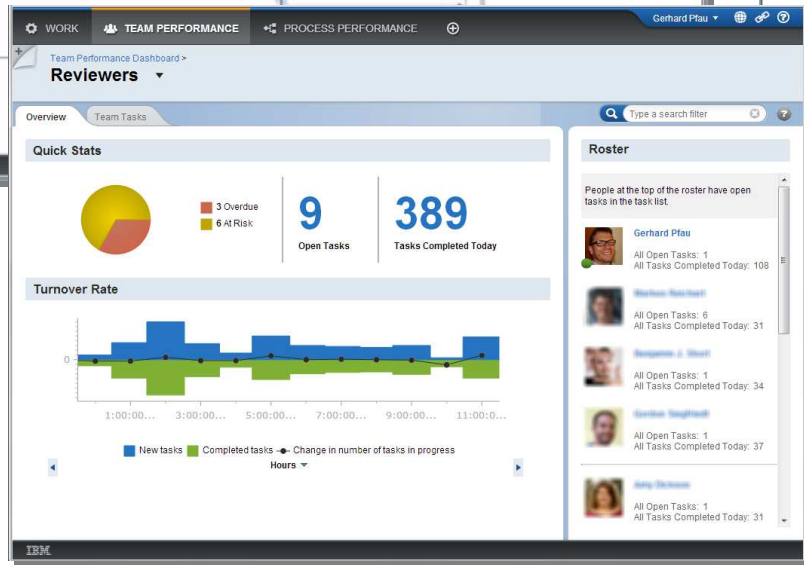 WORK TEAM PERFORMANCE PROCESS PERFORMANCE
Gerhard Pfau
Team Performance Dashboard >
Reviewers
Overview Team Tasks
Type a search filter
Quick Stats
3 Overdue
6 At Risk
9
Open Tasks
389
Tasks Completed Today
Turnover Rate
0
1:00:00... 3:00:00... 5:00:00... 7:00:00... 9:00:00... 11:00:0...
New tasks Completed tasks Change in number of tasks in progress
Hours
Roster
People at the top of the roster have open
tasks in the task list.
Gerhard Pfau
All Open Tasks: 1
All Tasks Completed Today: 108
All Open Tasks: 6
All Tasks Completed Today: 31
All Open Tasks: 1
All Tasks Completed Today: 34
All Open Tasks: 1
All Tasks Completed Today: 37
All Open Tasks: 1
All Tasks Completed Today: 31
IBM